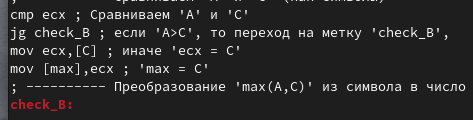 cmp ecx ; Сравниваем 'A' и 'C'
jg check_B ; если 'A>C', то переход на метку 'check_B',
mov ecx,[C] ; иначе 'ecx = C'
mov [max],ecx ; 'max = C'
; ---------- Преобразование 'max(A,C)' из символа в число
check_B: